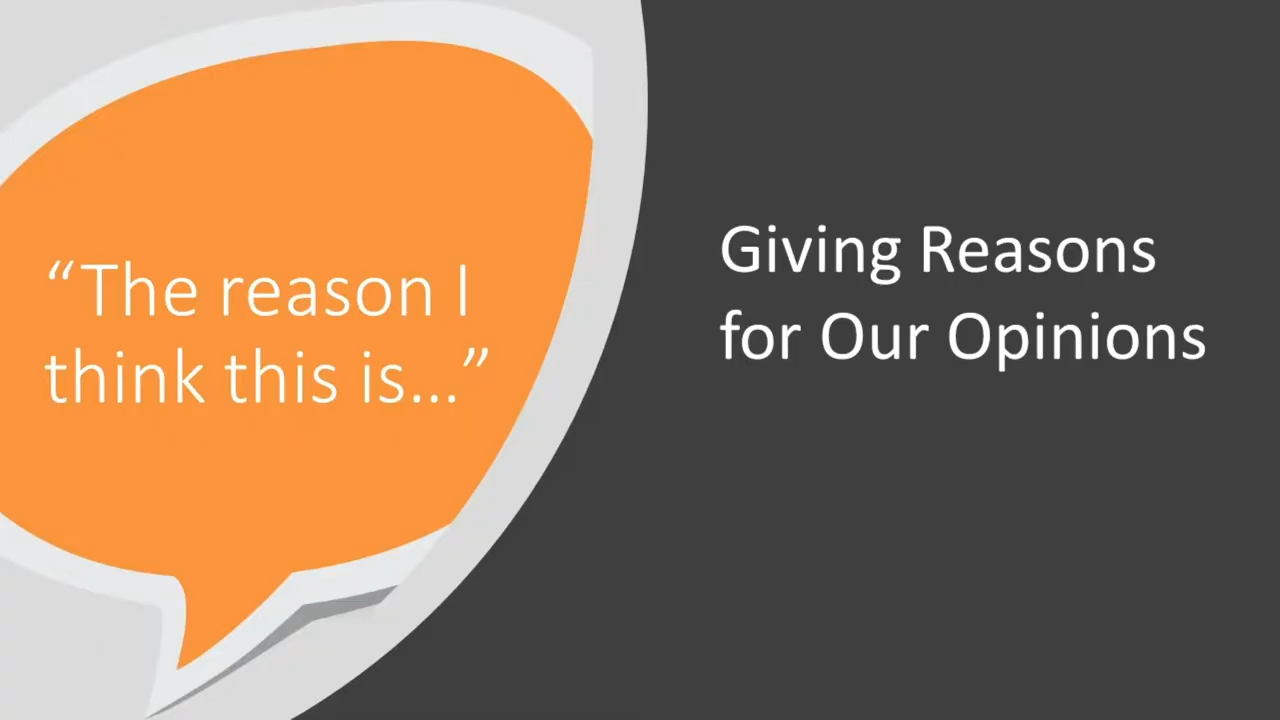 “The reason I
think this is...”
Giving Reasons
for Our Opinions